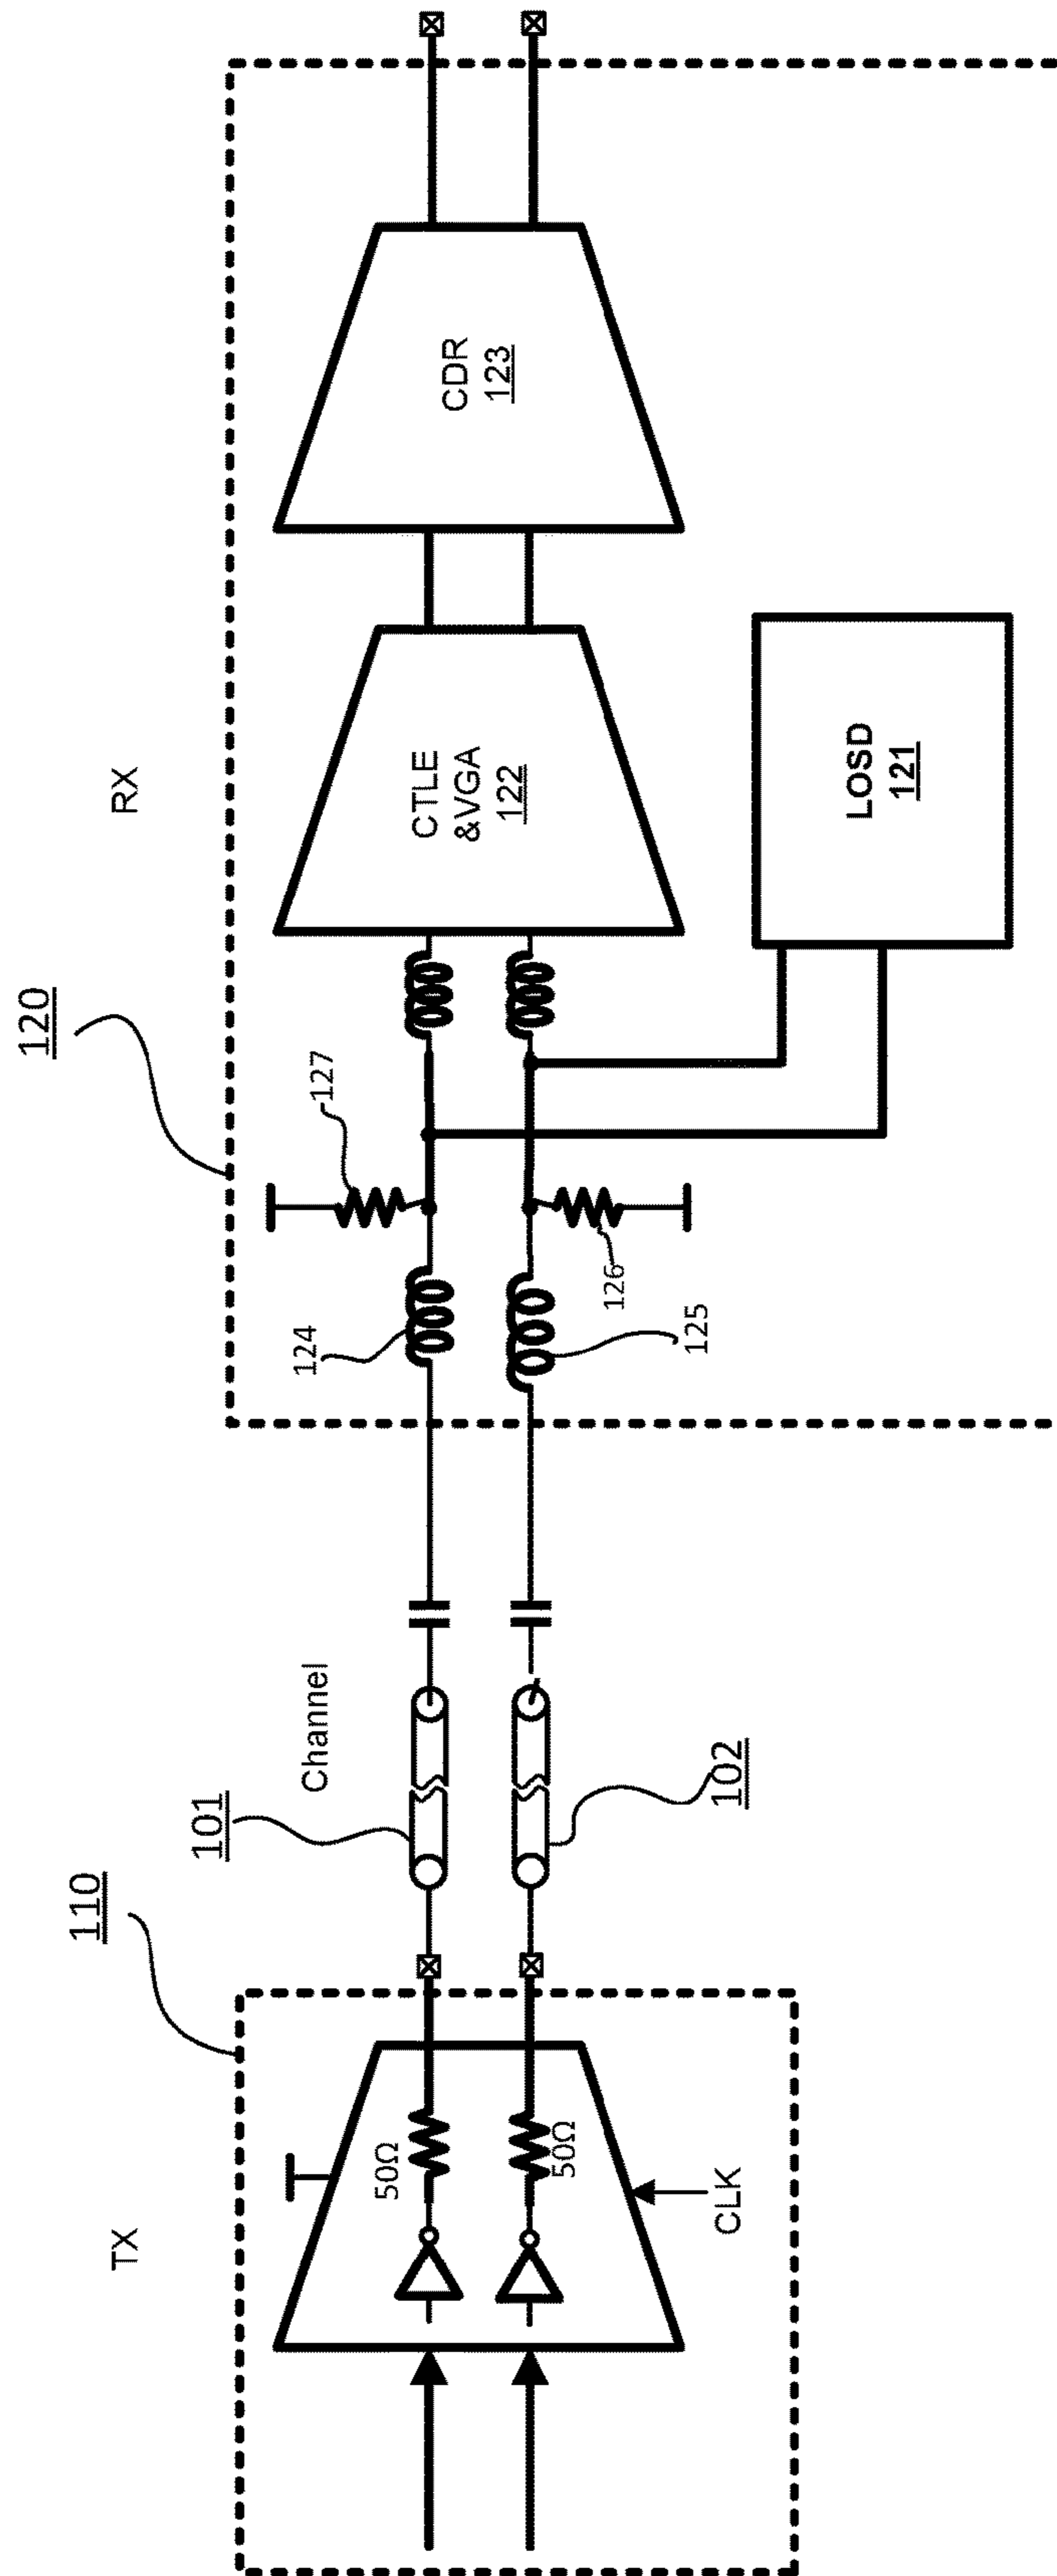 TX
110
50Ω
50Ω
CLK
101
Channel
102
RX
120
124
125
127
126
CTLE
&VGA
122
CDR
123
LOSD
121